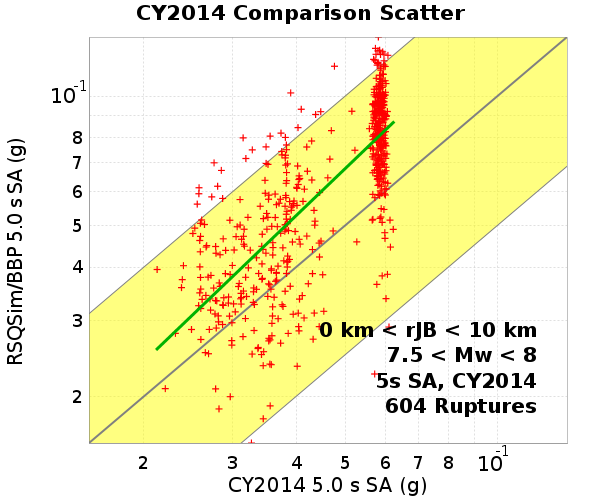 CY2014 Comparison Scatter
RSQSim/BBP 5.0 s SA (g)
10-1
8
7
6
5
4
3
2
0 km < rJB < 10 km
7.5 < Mw < 8
5s SA, CY2014
604 Ruptures
2 3 4 5 6 7 8 10-1
CY2014 5.0 s SA (g)